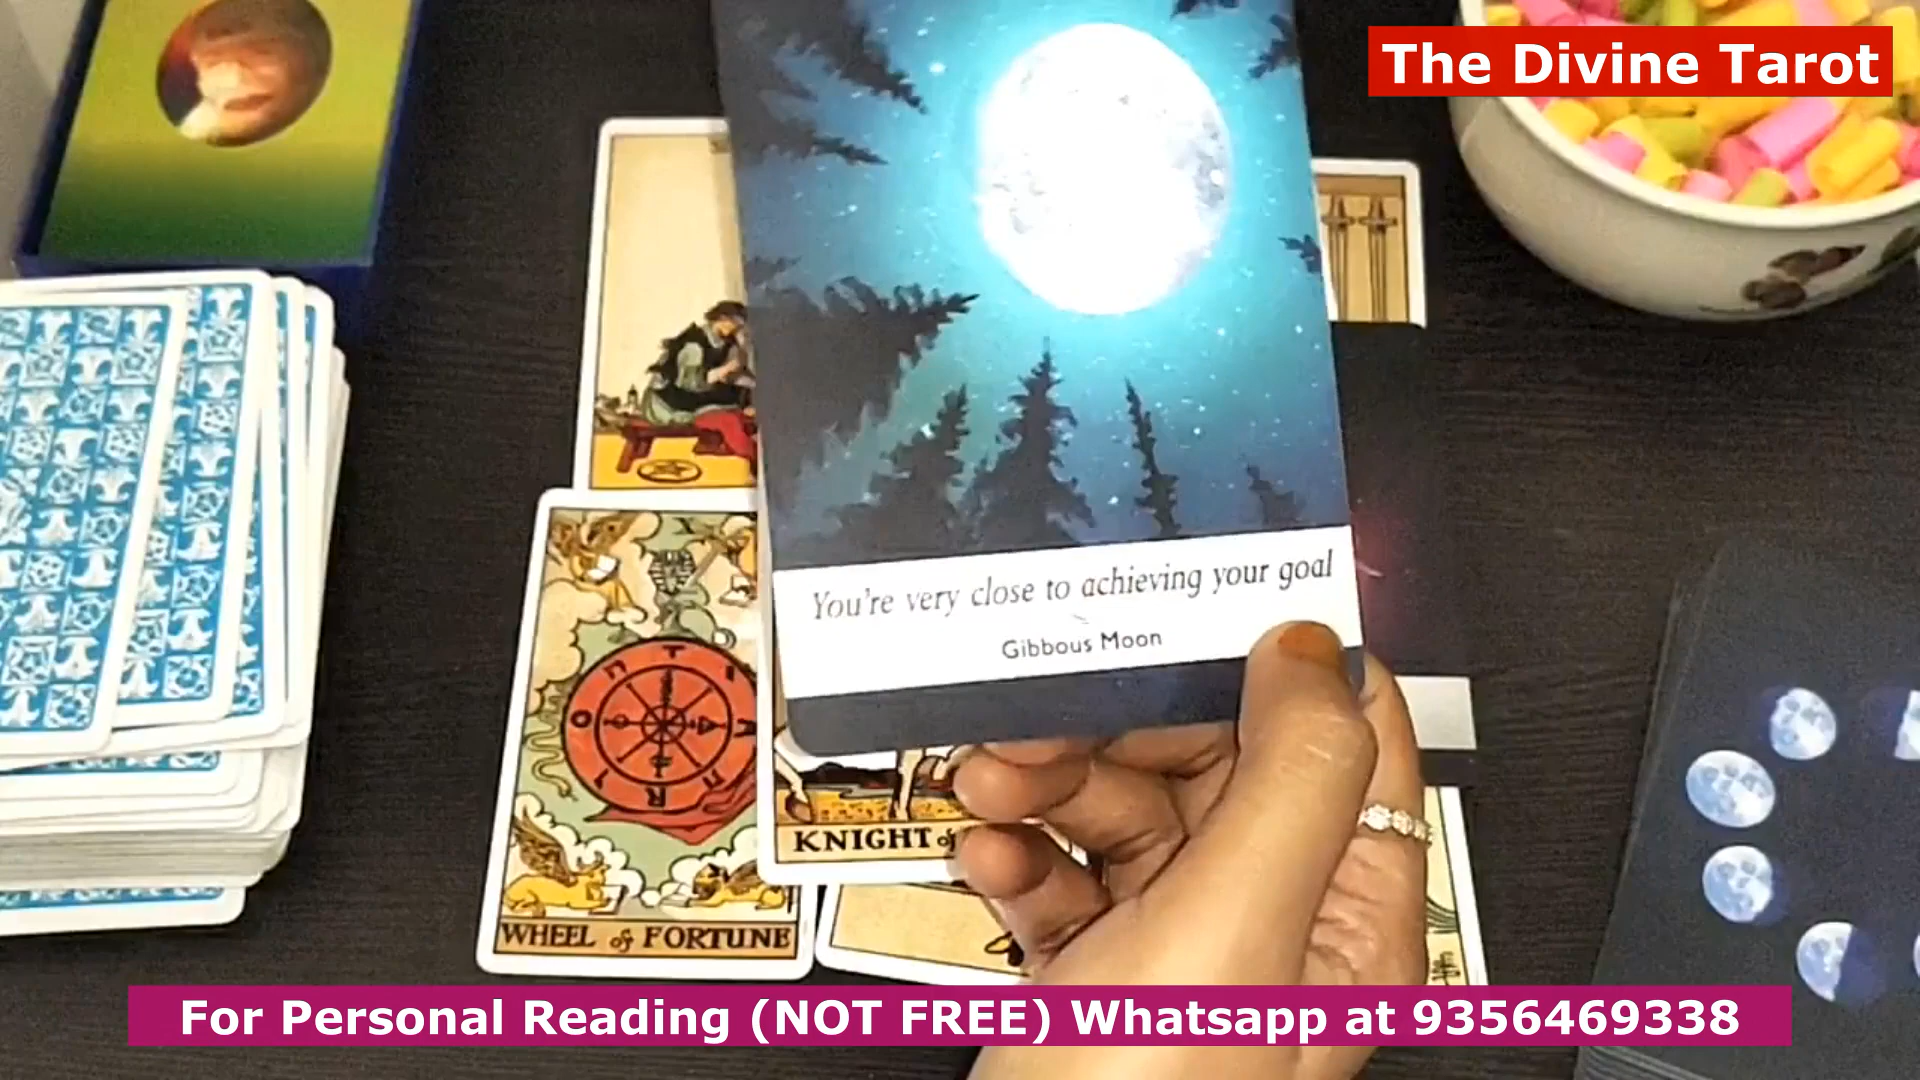 The Divine Tarot
You're very close to achieving your goal
Gibbous Moon
KNIGHT of
WHEEL of FORTUNE
For Personal Reading (NOT FREE) Whatsapp at 9356469338